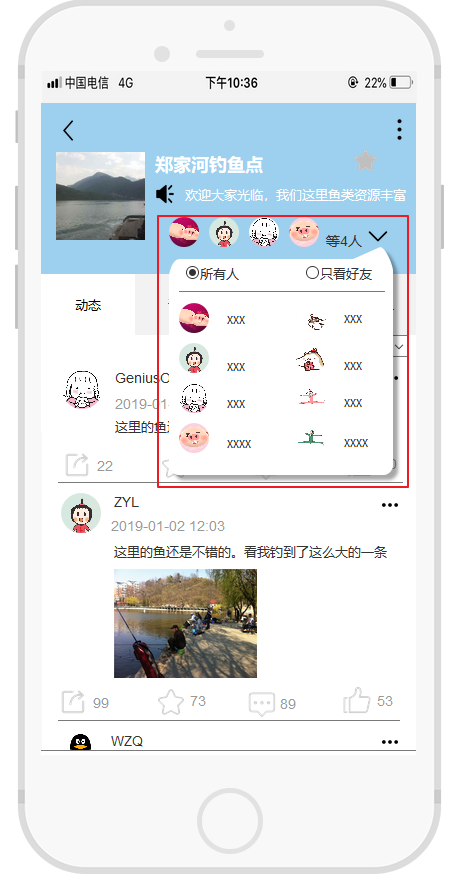 中国电信 4G 下午10:36 22%
郑家河钓鱼点
欢迎大家光临，我们这里鱼类资源丰富
等4人
所有人 只看好友
动态
XXX XXX
XXX XXX
XXX XXX
XXXX XXXX
2019-01
这里的鱼
22
ZYL
2019-01-02 12:03
这里的鱼还是不错的。看我钓到了这么大的一条
99 73 89 53
WZQ